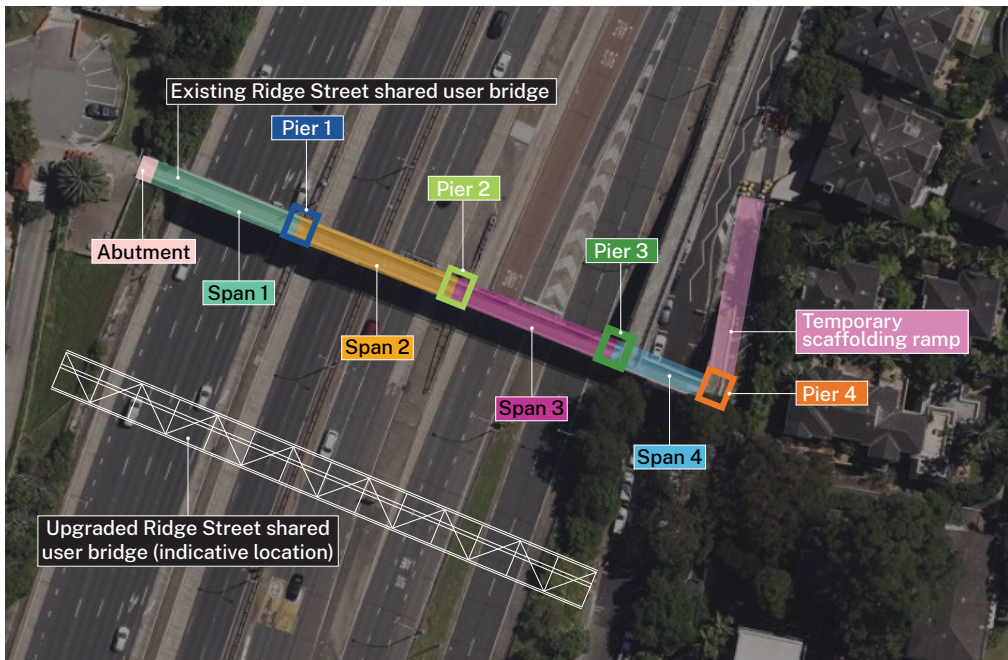 Existing Ridge Street shared user bridge
Pier 1
Pier 2
Abutment
Pier 3
Span 1
Temporary
scaffolding ramp
Span 2
Pier 4
Span 3
Span 4
Upgraded Ridge Street shared
user bridge (indicative location)